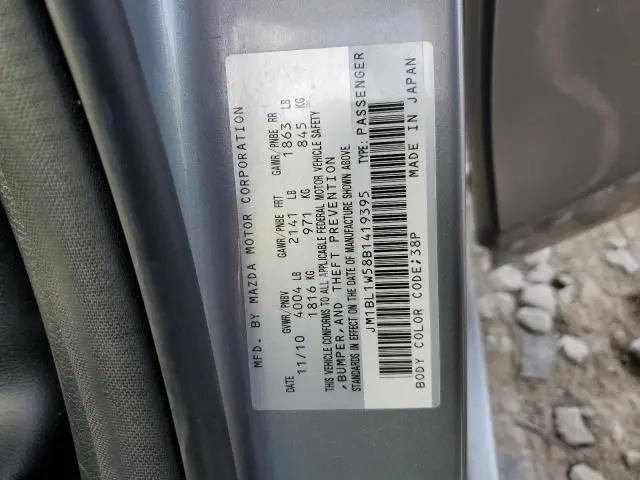 MFD. BY MAZDA MOTOR CORPORATION
DATE GVWR/PNBV GAWR/PNBE FRT GAWR/PNBE RR
11/10 4004 LB 2141 LB 1863 LB
1816 KG 971 KG 845 KG
THIS VEHICLE CONFORMS TO ALL APPLICABLE FEDERAL MOTOR VEHICLE SAFETY
,BUMPER,AND THEFT PREVENTION
STANDARDS IN EFFECT ON THE DATE OF MANUFACTURE SHOWN ABOVE.
JM1BL1W58B1419395 TYPE: PASSENGER
BODY COLOR CODE;38P MADE IN JAPAN